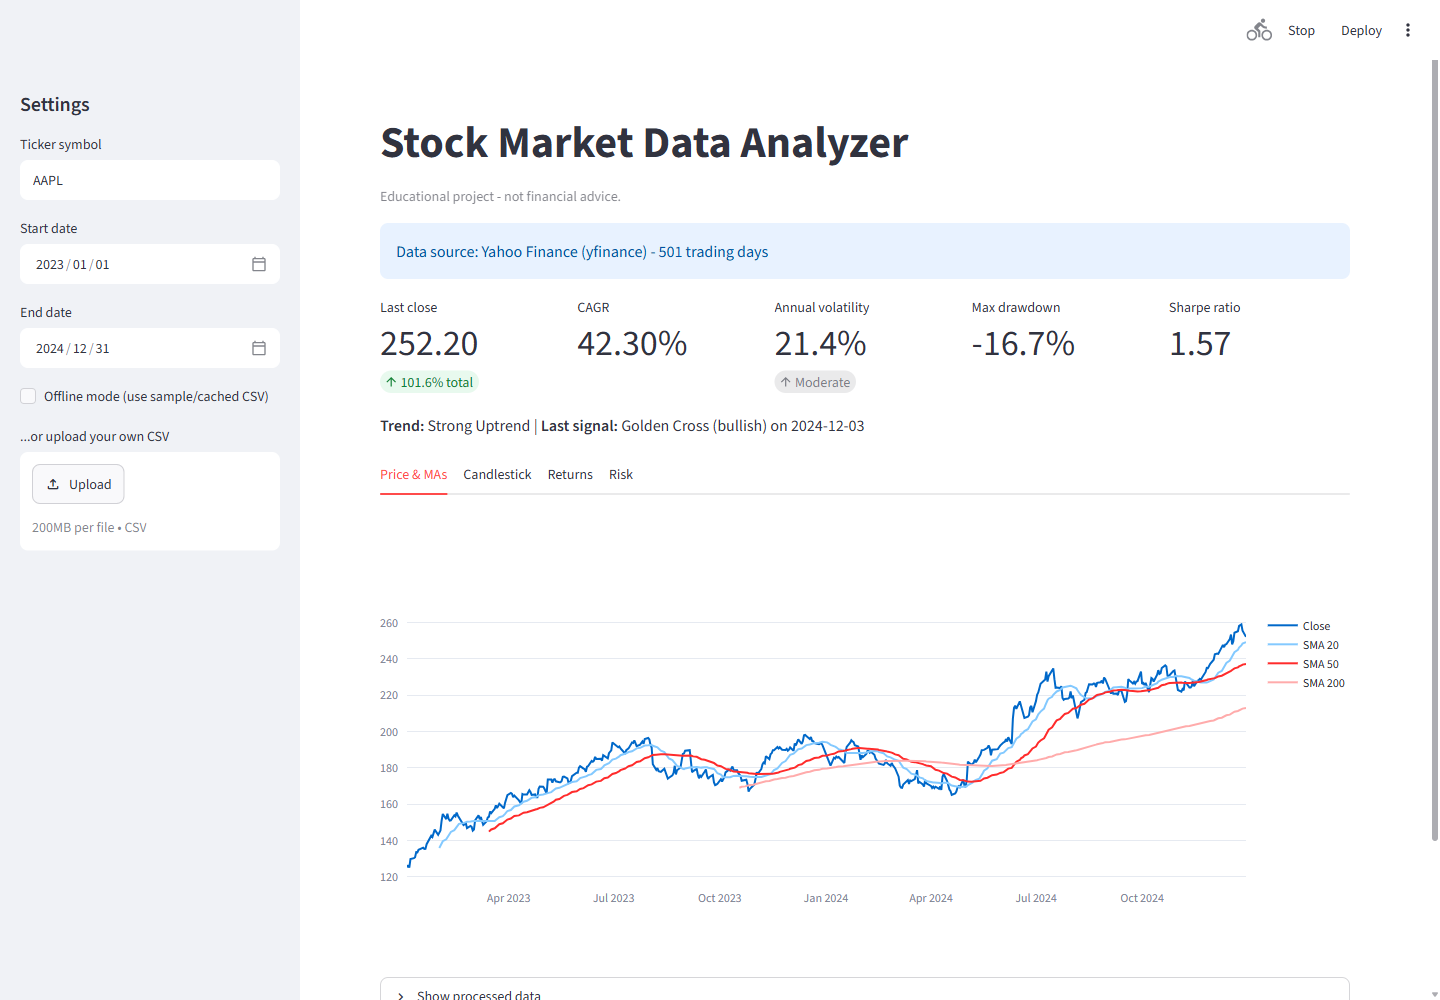 Stop Deploy
Settings
Ticker symbol
AAPL
Start date
2023/01/01
End date
2024/12/31
Offline mode (use sample/cached CSV)
...or upload your own CSV
Upload
200MB per file • CSV
Stock Market Data Analyzer
Educational project - not financial advice.
Data source: Yahoo Finance (yfinance) - 501 trading days
Last close CAGR Annual volatility Max drawdown Sharpe ratio
252.20 42.30% 21.4% -16.7% 1.57
↑ 101.6% total ↑ Moderate
Trend: Strong Uptrend | Last signal: Golden Cross (bullish) on 2024-12-03
Price & MAs Candlestick Returns Risk
260
240
220
200
180
160
140
120
Apr 2023 Jul 2023 Oct 2023 Jan 2024 Apr 2024 Jul 2024 Oct 2024
Close
SMA 20
SMA 50
SMA 200
Show processed data